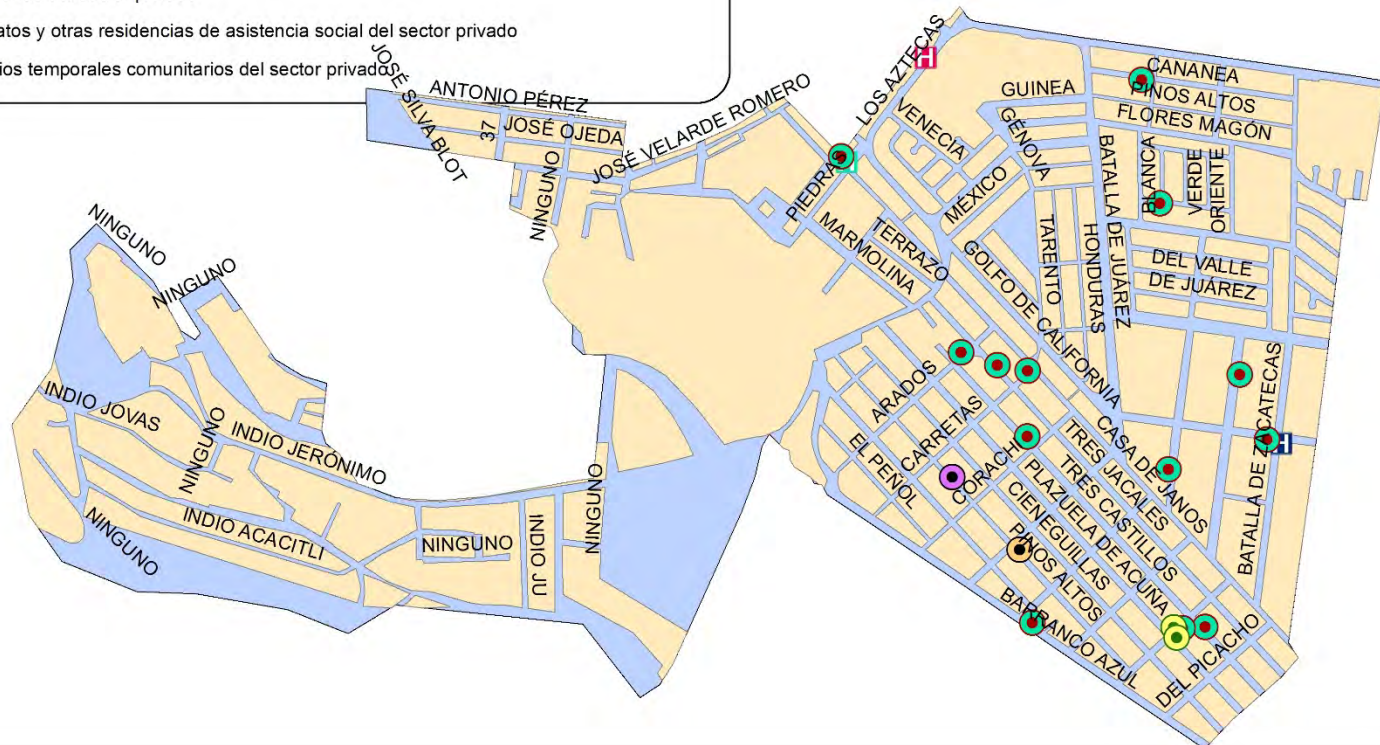 atos y otras residencias de asistencia social del sector privado
ios temporales comunitarios del sector privado
JOSÉ SILVA BLOT
ANTONIO PÉREZ
37
JOSÉ OJEDA
NINGUNO
JOSÉ VELARDE ROMERO
LOS AZTECAS
H
PIEDRAS
VENECIA
GUINEA
GÉNOVA
MÉXICO
CANANEA
PINOS ALTOS
FLORES MAGÓN
BATALLA DE JUÁREZ
BLANCA
VERDE
ORIENTE
TERRAZO
MARMOLINA
GOLFO DE CALIFORNIA
TARENTO
HONDURAS
DEL VALLE
DE JUÁREZ
NINGUNO
NINGUNO
INDIO JOVAS
NINGUNO
INDIO JERÓNIMO
INDIO ACACITLI
NINGUNO
NINGUNO
INDIO JU
NINGUNO
ARADOS
CARRETAS
EL PEÑOL
CORACHI
CIENEGUILAS
PINOS ALTOS
PLAZUELA DE ACUÑA
TRES CASTILLOS
TRES JACALES
CASA DE JANOS
BATALLA DE ZACATECAS
H
BARRANCO AZUL
DEL PICACHO